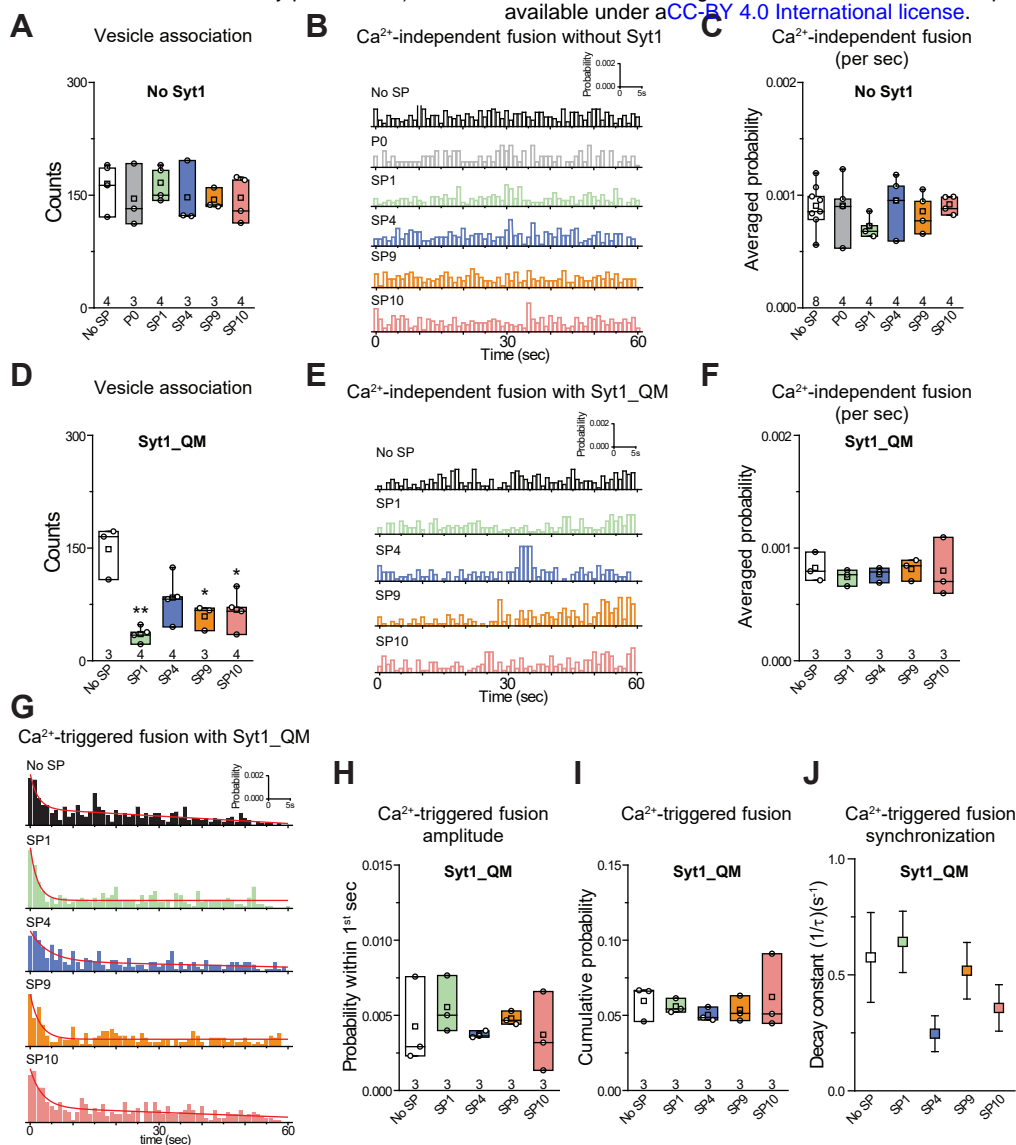 available under aCC-BY 4.0 International license.
A
Vesicle association
No Syt1
Counts
300
150
0
4 3 4 3 3 4
No SP P0 SP1 SP4 SP9 SP10
B
Ca²⁺-independent fusion without Syt1
Probability
0.002
0.000
0 5s
No SP
P0
SP1
SP4
SP9
SP10
0 30 60
Time (sec)
C
Ca²⁺-independent fusion
(per sec)
No Syt1
Averaged probability
0.002
0.001
0.000
8 4 4 4 4 4
No SP P0 SP1 SP4 SP9 SP10
D
Vesicle association
Syt1_QM
Counts
300
150
0
** * *
3 4 4 3 4
No SP SP1 SP4 SP9 SP10
E
Ca²⁺-independent fusion with Syt1_QM
Probability
0.002
0.000
0 5s
No SP
SP1
SP4
SP9
SP10
0 30 60
Time (sec)
F
Ca²⁺-independent fusion
(per sec)
Syt1_QM
Averaged probability
0.002
0.001
0.000
3 3 3 3 3
No SP SP1 SP4 SP9 SP10
G
Ca²⁺-triggered fusion with Syt1_QM
No SP
Probability
0.002
0.000
0 5s
SP1
SP4
SP9
SP10
0 30 60
time (sec)
H
Ca²⁺-triggered fusion
amplitude
Syt1_QM
Probability within 1ˢᵗ sec
0.015
0.010
0.005
0.000
3 3 3 3 3
No SP SP1 SP4 SP9 SP10
I
Ca²⁺-triggered fusion
Syt1_QM
Cumulative probability
0.15
0.10
0.05
0.00
3 3 3 3 3
No SP SP1 SP4 SP9 SP10
J
Ca²⁺-triggered fusion
synchronization
Syt1_QM
Decay constant (1/τ)(s⁻¹)
1.0
0.5
0.0
No SP SP1 SP4 SP9 SP10